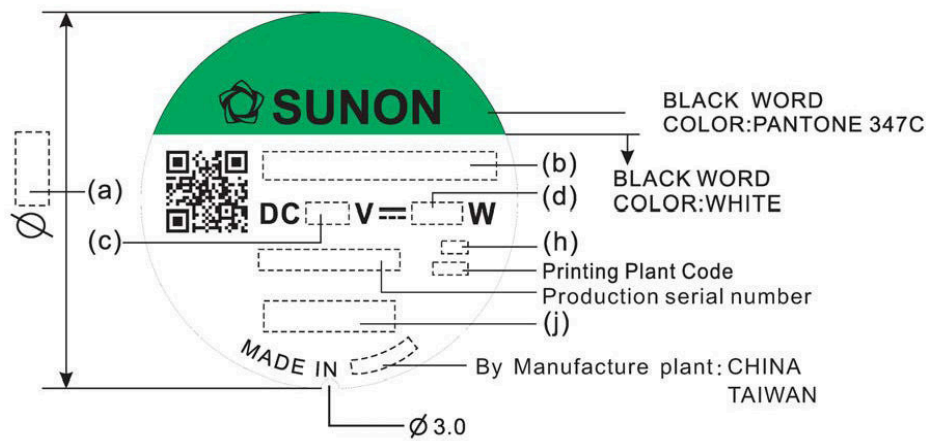 SUNON
BLACK WORD
COLOR:PANTONE 347C
(b)
BLACK WORD
COLOR:WHITE
(a)
Ø
(d)
DC V W
(c)
(h)
Printing Plant Code
Production serial number
(j)
MADE IN
By Manufacture plant: CHINA
TAIWAN
Ø 3.0